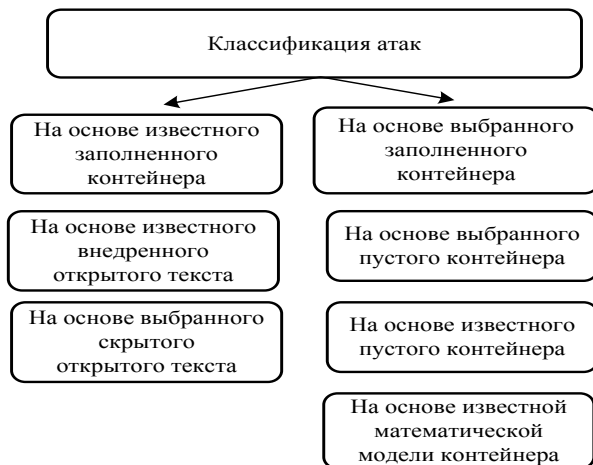 Классификация атак
На основе известного
заполненного
контейнера
На основе известного
внедренного
открытого текста
На основе выбранного
скрытого
открытого текста
На основе выбранного
заполненного
контейнера
На основе выбранного
пустого контейнера
На основе известного
пустого контейнера
На основе известной
математической
модели контейнера